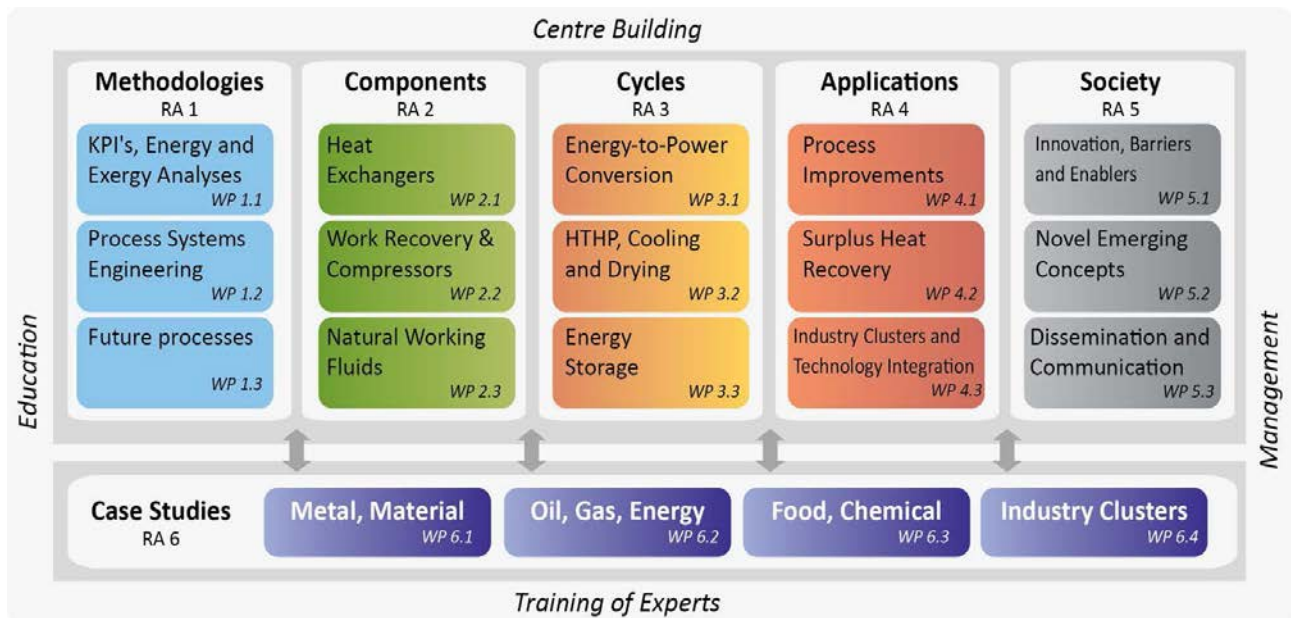 Centre Building
Education
Methodologies
RA 1
KPI's, Energy and
Exergy Analyses
WP 1.1
Process Systems
Engineering
WP 1.2
Future processes
WP 1.3
Components
RA 2
Heat
Exchangers
WP 2.1
Work Recovery &
Compressors
WP 2.2
Natural Working
Fluids
WP 2.3
Cycles
RA 3
Energy-to-Power
Conversion
WP 3.1
HTHP, Cooling
and Drying
WP 3.2
Energy
Storage
WP 3.3
Applications
RA 4
Process
Improvements
WP 4.1
Surplus Heat
Recovery
WP 4.2
Industry Clusters and
Technology Integration
WP 4.3
Society
RA 5
Innovation, Barriers
and Enablers
WP 5.1
Novel Emerging
Concepts
WP 5.2
Dissemination and
Communication
WP 5.3
Management
Case Studies
RA 6
Metal, Material
WP 6.1
Oil, Gas, Energy
WP 6.2
Food, Chemical
WP 6.3
Industry Clusters
WP 6.4
Training of Experts